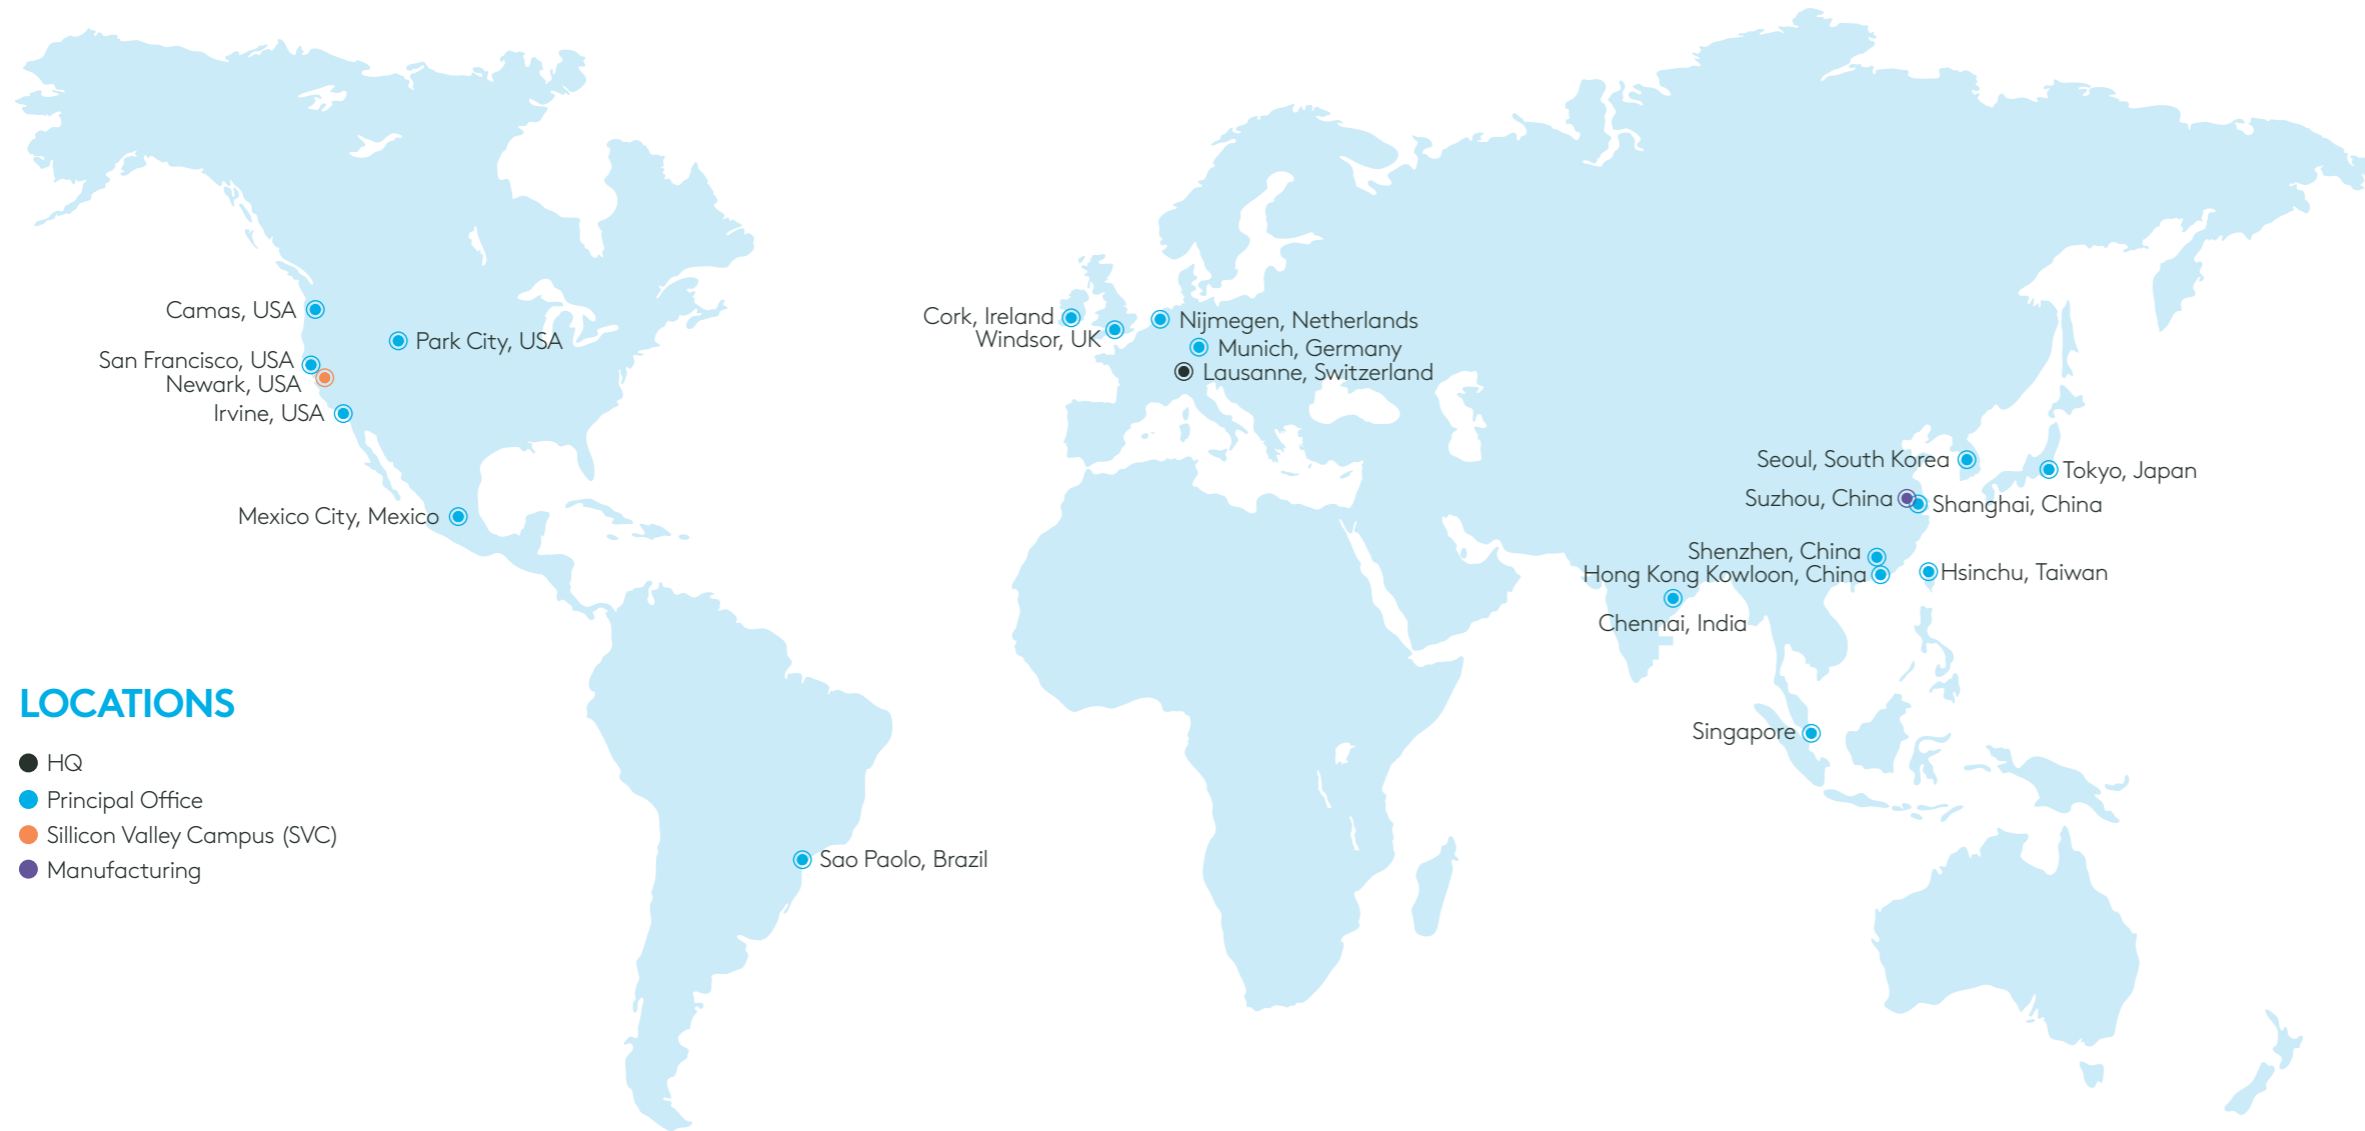 Camas, USA
Park City, USA
San Francisco, USA
Newark, USA
Irvine, USA
Mexico City, Mexico
Sao Paolo, Brazil
Cork, Ireland
Windsor, UK
Nijmegen, Netherlands
Munich, Germany
Lausanne, Switzerland
Seoul, South Korea
Tokyo, Japan
Suzhou, China
Shanghai, China
Shenzhen, China
Hong Kong Kowloon, China
Hsinchu, Taiwan
Chennai, India
Singapore
LOCATIONS
HQ
Principal Office
Sillicon Valley Campus (SVC)
Manufacturing